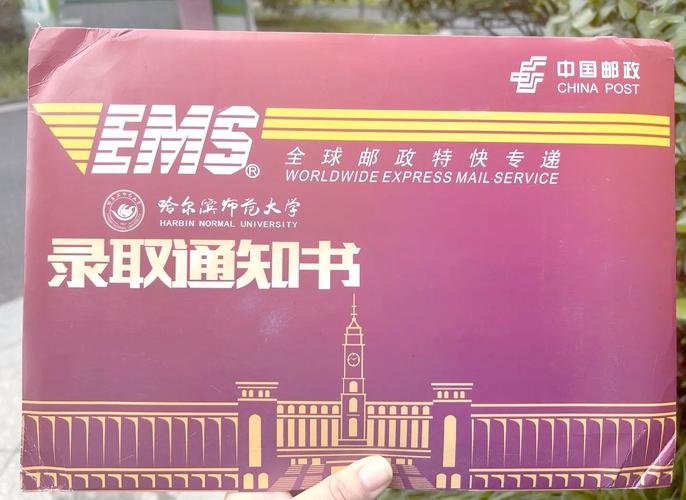 中国邮政
CHINA POST
EMS®
全球邮政特快专递
WORLDWIDE EXPRESS MAIL SERVICE
哈尔滨师范大学
HARBIN NORMAL UNIVERSITY
录取通知书